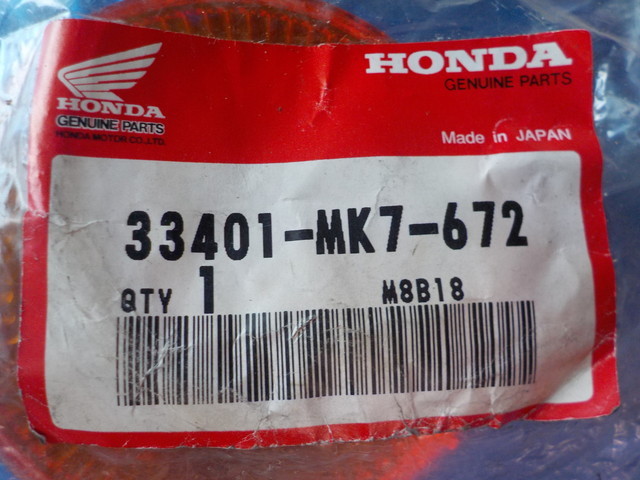 HONDA
GENUINE PARTS
HONDA MOTOR CO.,LTD.
HONDA
GENUINE PARTS
Made in JAPAN
33401-MK7-672
QTY 1 M8B18